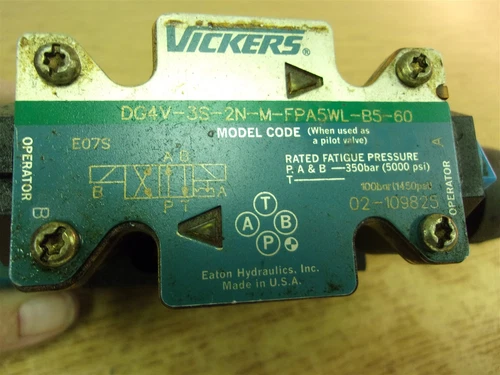 VICKERS®
DG4V-3S-2N-M-FPA5WL-B5-60
MODEL CODE (When used as
a pilot valve)
E07S
RATED FATIGUE PRESSURE
P, A & B — 350bar (5000 psi)
T — 100bar(1450psi)
02-109825
OPERATOR B
OPERATOR A
A B
B A
P T
T
A B
P
Eaton Hydraulics, Inc.
Made in U.S.A.